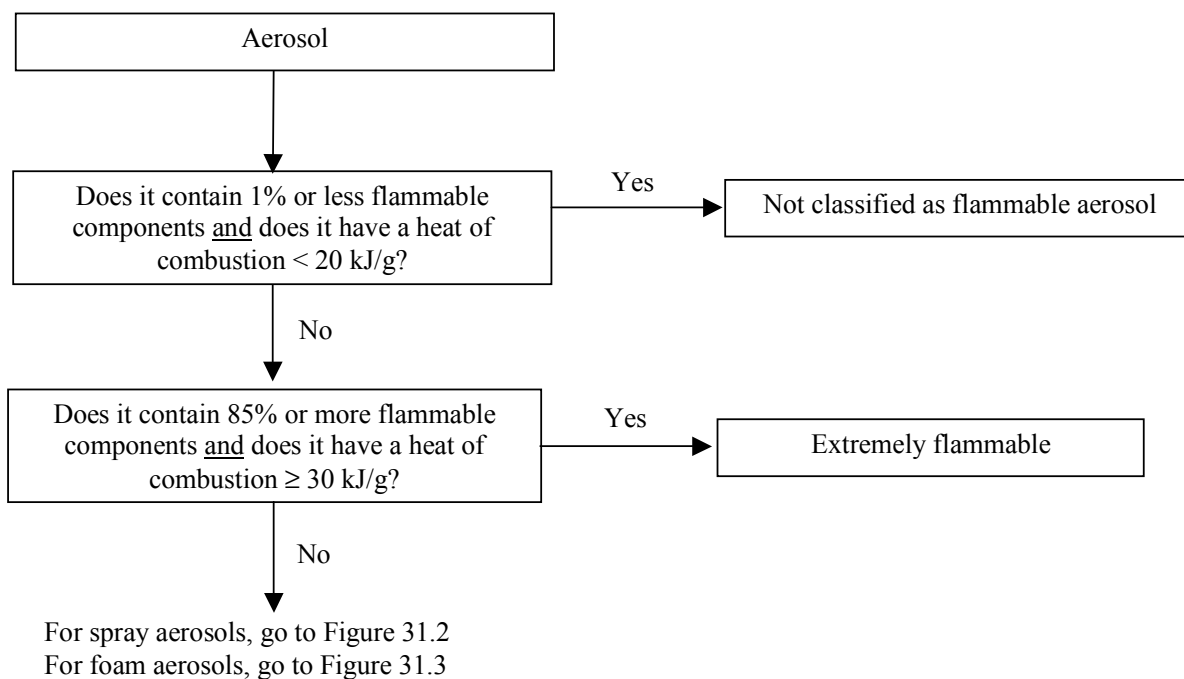 Aerosol
Does it contain 1% or less flammable
components and does it have a heat of
combustion < 20 kJ/g?
Yes
Not classified as flammable aerosol
No
Does it contain 85% or more flammable
components and does it have a heat of
combustion ≥ 30 kJ/g?
Yes
Extremely flammable
No
For spray aerosols, go to Figure 31.2
For foam aerosols, go to Figure 31.3